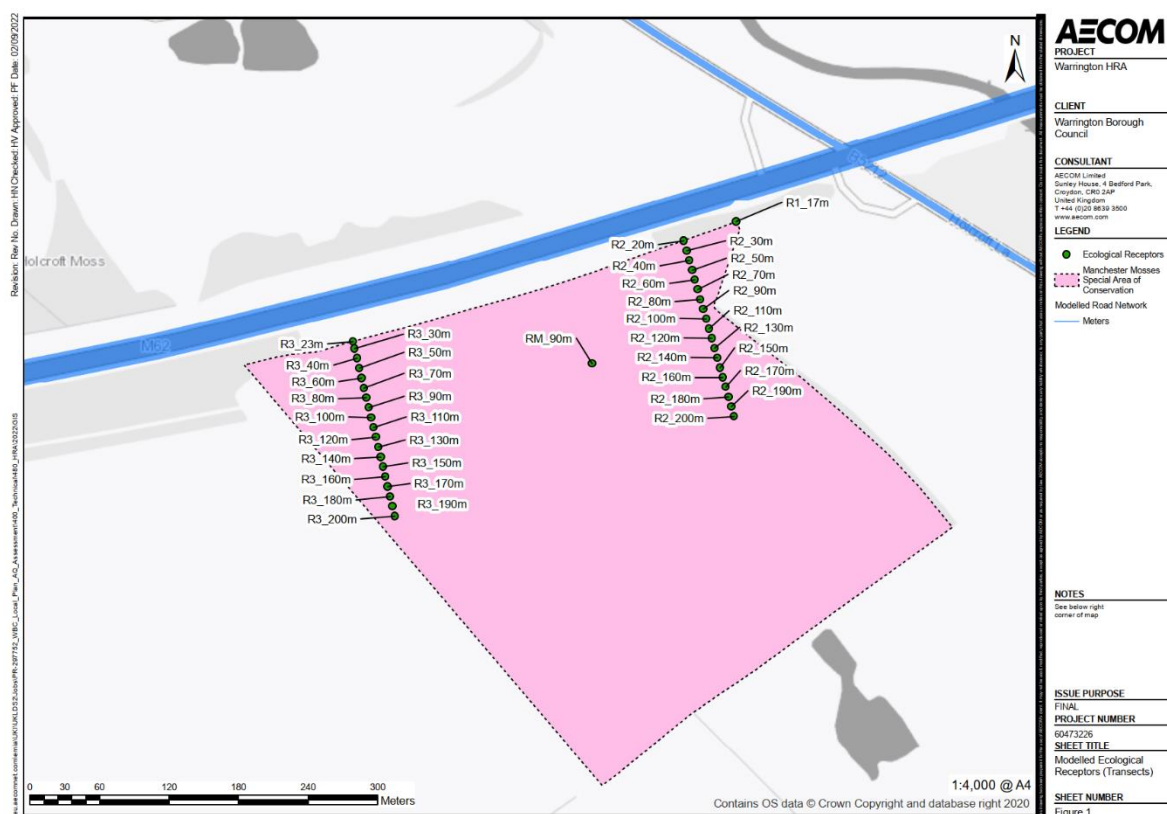 Revision: Rev No. Drawn: HN Checked: HV Approved: PF Date: 02/09/2022
Holcroft Moss
M62
N
R1_17m
R2_20m
R2_30m
R2_40m
R2_50m
R2_60m
R2_70m
R2_80m
R2_90m
R2_100m
R2_110m
R2_120m
R2_130m
R2_140m
R2_150m
R2_160m
R2_170m
R2_180m
R2_190m
R2_200m
RM_90m
R3_23m
R3_30m
R3_40m
R3_50m
R3_60m
R3_70m
R3_80m
R3_90m
R3_100m
R3_110m
R3_120m
R3_130m
R3_140m
R3_150m
R3_160m
R3_170m
R3_180m
R3_190m
R3_200m
0 30 60 120 180 240 300
Meters
1:4,000 @ A4
Contains OS data © Crown Copyright and database right 2020
AECOM
PROJECT
Warrington HRA
CLIENT
Warrington Borough
Council
CONSULTANT
AECOM Limited
Sunley House, 4 Bedford Park,
Croydon, CR0 2AP
United Kingdom
T +44 (0)20 8639 3500
www.aecom.com
LEGEND
Ecological Receptors
Manchester Mosses
Special Area of
Conservation
Modelled Road Network
Meters
NOTES
See below right
corner of map
ISSUE PURPOSE
FINAL
PROJECT NUMBER
60473226
SHEET TITLE
Modelled Ecological
Receptors (Transects)
SHEET NUMBER
Figure 1